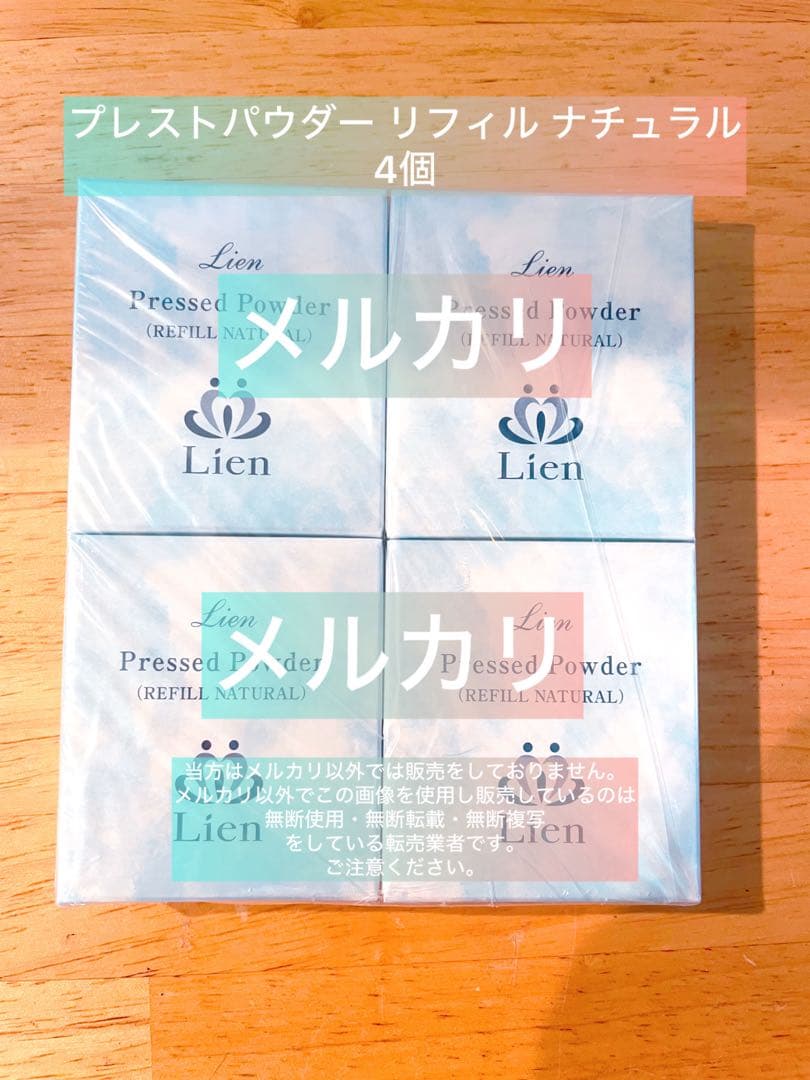 プレストパウダー リフィル ナチュラル
4個
Lien
Pressed Powder
(REFILL NATURAL)
Lien
Lien
Pressed Powder
(REFILL NATURAL)
Lien
メルカリ
Lien
Pressed Powder
(REFILL NATURAL)
Lien
Lien
Pressed Powder
(REFILL NATURAL)
Lien
メルカリ
当方はメルカリ以外では販売をしておりません。
メルカリ以外でこの画像を使用し販売しているのは
無断使用・無断転載・無断複写
をしている転売業者です。
ご注意ください。